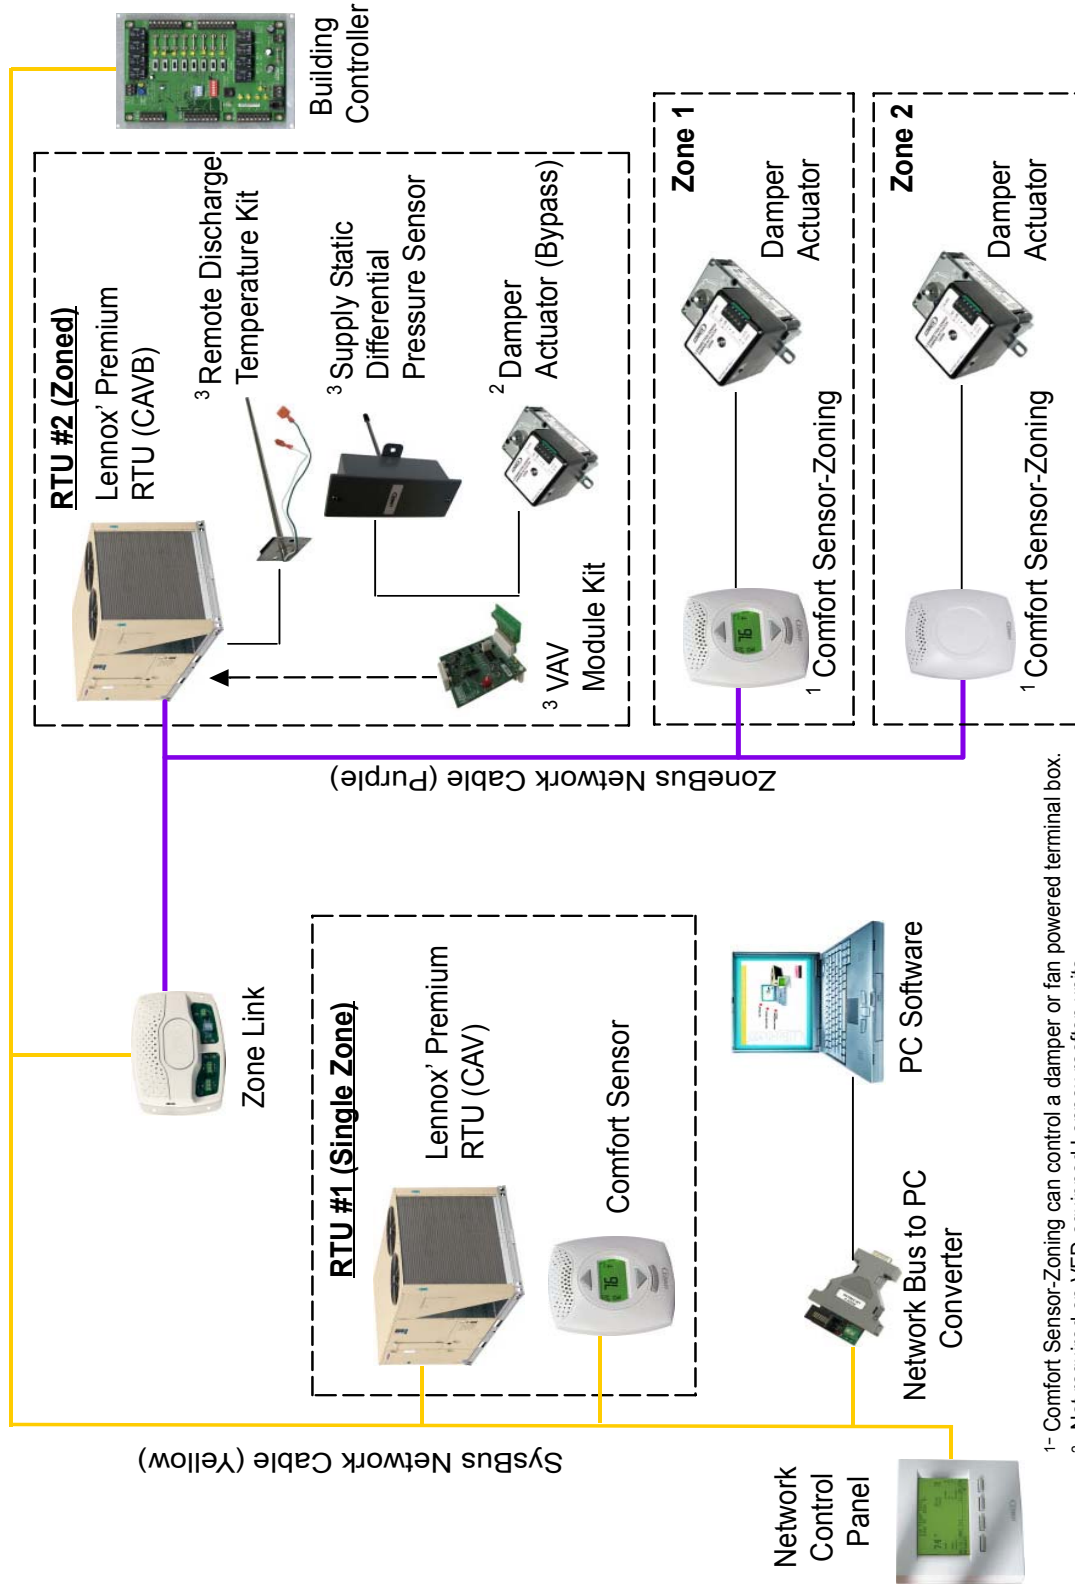 Building
Controller
RTU #2 (Zoned)
Lennox’ Premium
RTU (CAVB)
3 Remote Discharge
Temperature Kit
3 Supply Static
Differential
Pressure Sensor
2 Damper
Actuator (Bypass)
3 VAV
Module Kit
Zone 1
Damper
Actuator
1 Comfort Sensor-Zoning
Zone 2
Damper
Actuator
1 Comfort Sensor-Zoning
ZoneBus Network Cable (Purple)
Zone Link
RTU #1 (Single Zone)
Lennox’ Premium
RTU (CAV)
Comfort Sensor
PC Software
Network Bus to PC
Converter
SysBus Network Cable (Yellow)
Network
Control
Panel
76
76
74
1- Comfort Sensor-Zoning can control a damper or fan powered terminal box.